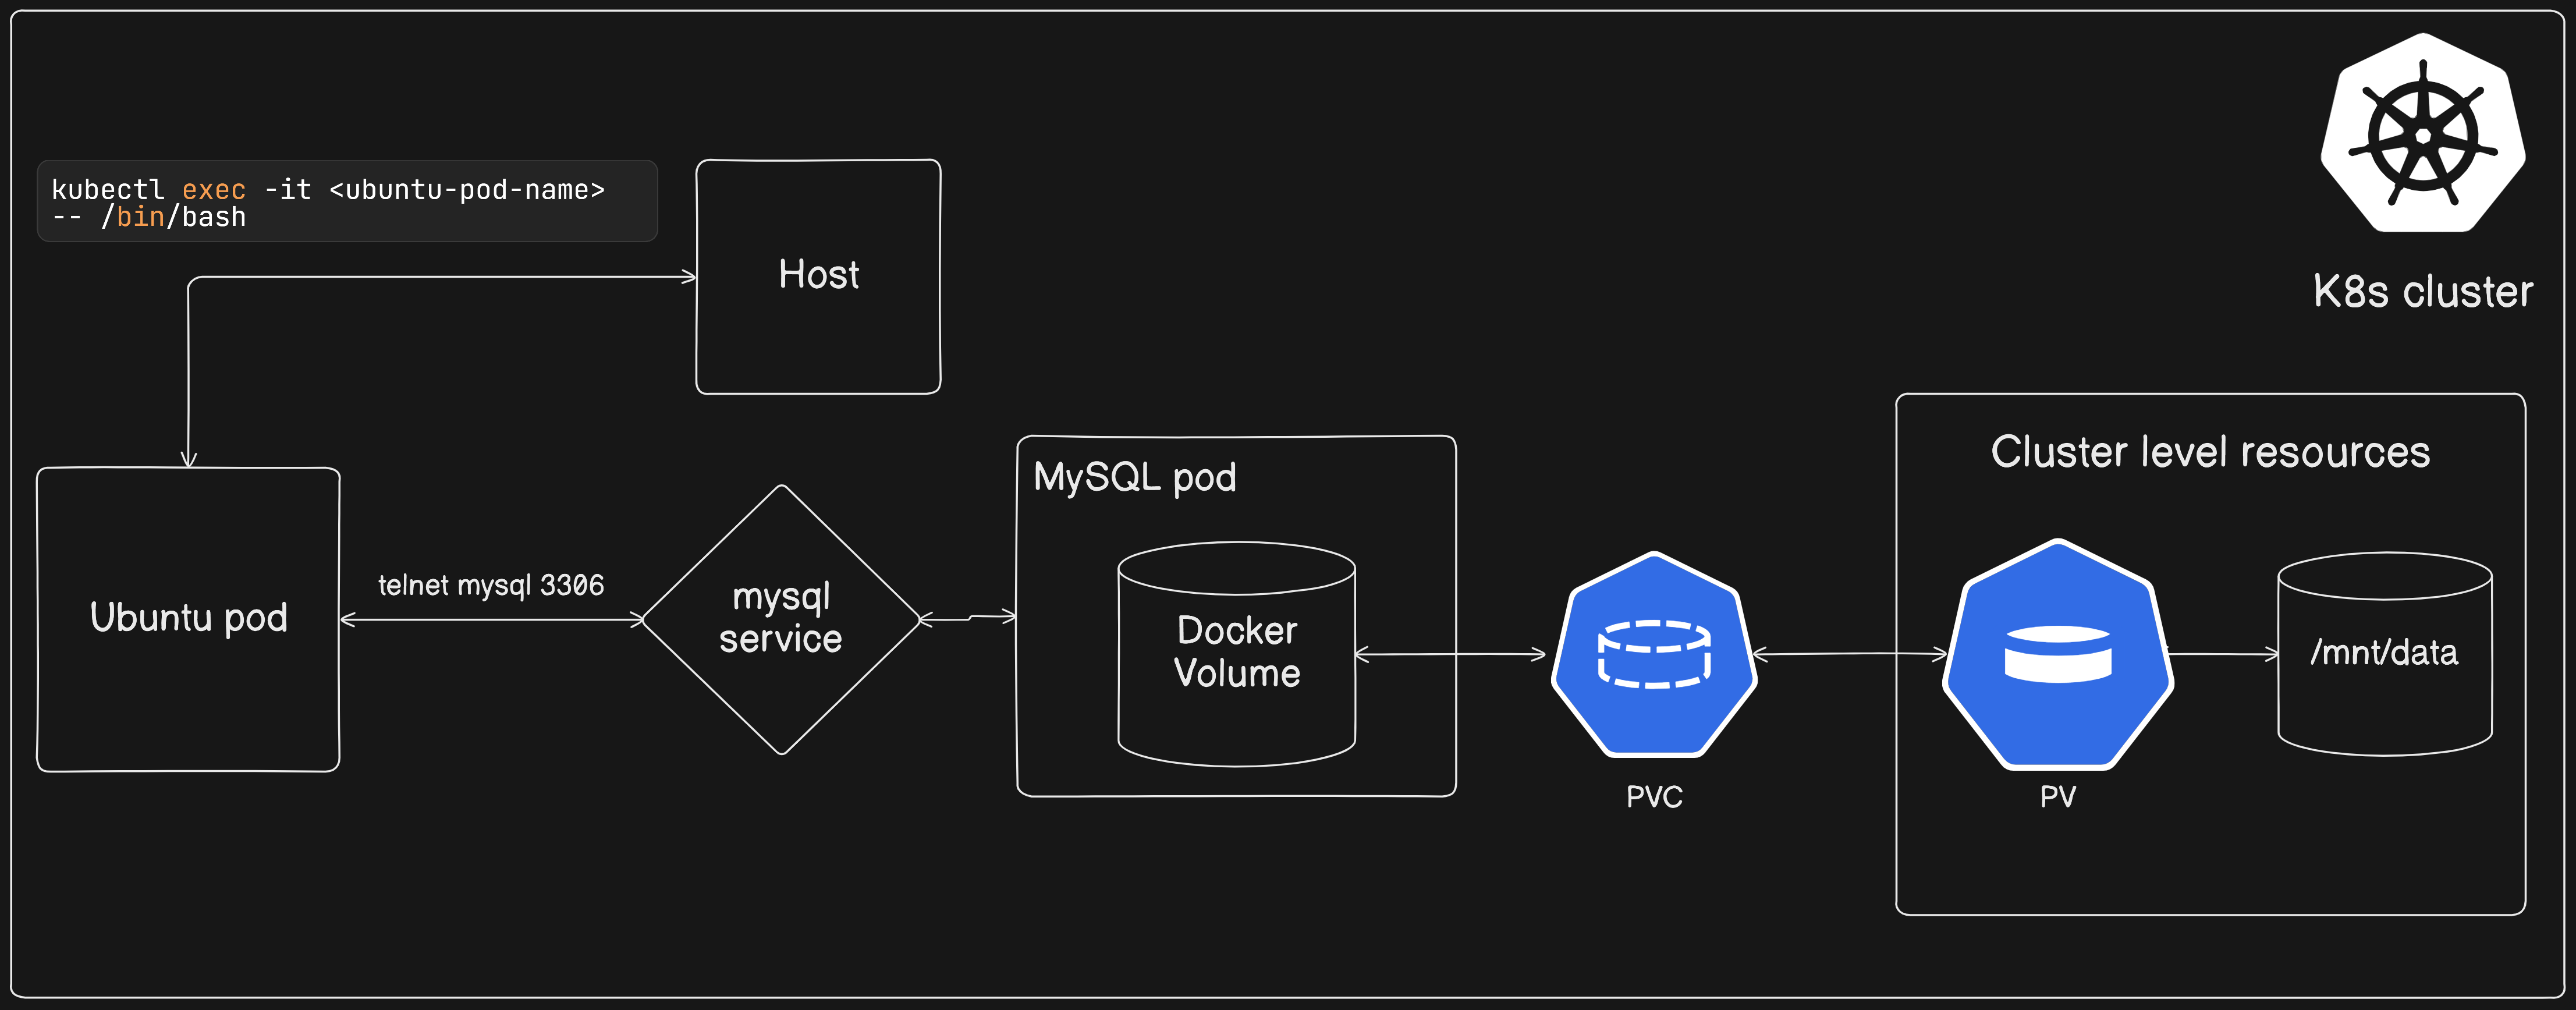 kubectl exec -it <ubuntu-pod-name>
-- /bin/bash
Host
K8s cluster
Ubuntu pod
telnet mysql 3306
mysql
service
MySQL pod
Docker
Volume
PVC
Cluster level resources
PV
/mnt/data